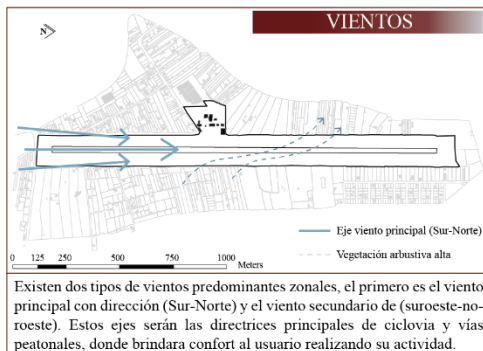 VIENTOS
N
Eje viento principal (Sur-Norte)
Vegetación arbustiva alta
0 125 250 500 750 1000
Meters
Existen dos tipos de vientos predominantes zonales, el primero es el viento
principal con dirección (Sur-Norte) y el viento secundario de (suroeste-no-
roeste). Estos ejes serán las directrices principales de ciclovia y vías
peatonales, donde brindara confort al usuario realizando su actividad.